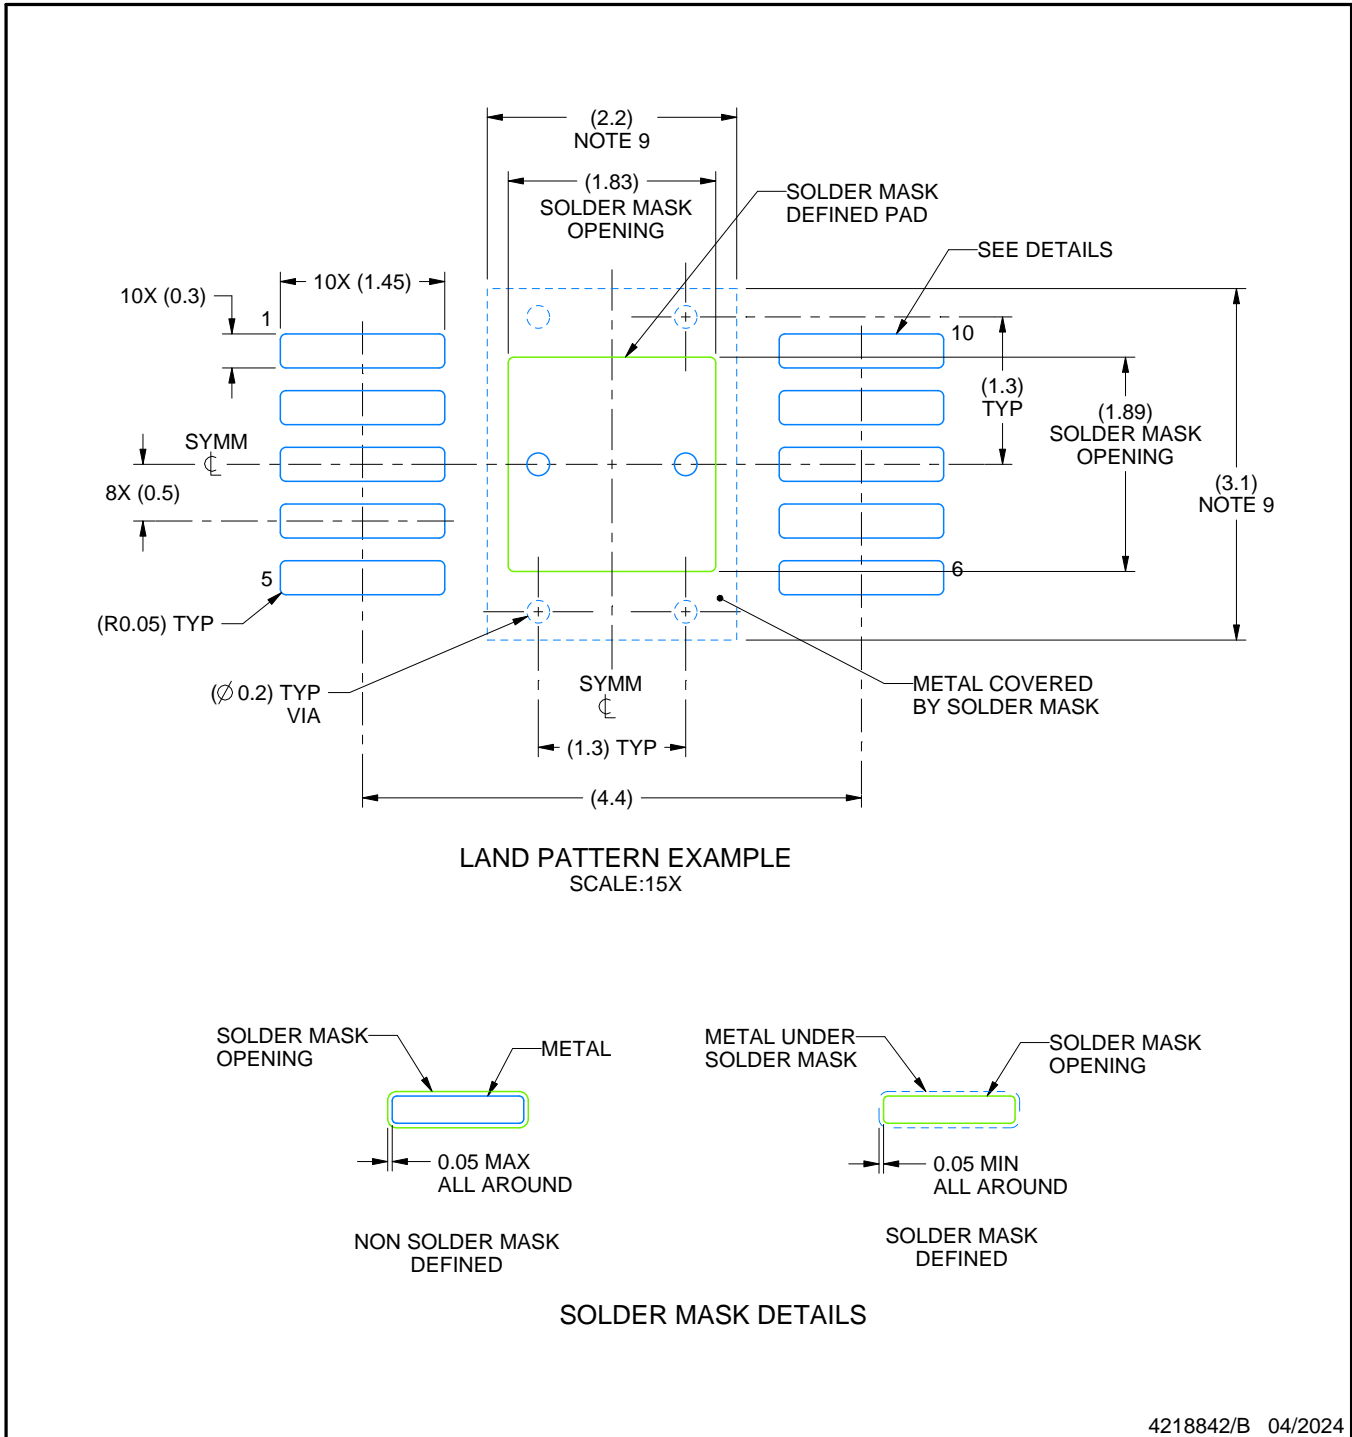 (2.2)
NOTE 9
(1.83)
SOLDER MASK
OPENING
SOLDER MASK
DEFINED PAD
SEE DETAILS
10X (1.45)
10X (0.3)
1
10
(1.3)
TYP
(1.89)
SOLDER MASK
OPENING
SYMM
℄
8X (0.5)
(3.1)
NOTE 9
5
6
(R0.05) TYP
(∅ 0.2) TYP
VIA
SYMM
℄
METAL COVERED
BY SOLDER MASK
(1.3) TYP
(4.4)
LAND PATTERN EXAMPLE
SCALE:15X
SOLDER MASK
OPENING
METAL
0.05 MAX
ALL AROUND
NON SOLDER MASK
DEFINED
METAL UNDER
SOLDER MASK
SOLDER MASK
OPENING
0.05 MIN
ALL AROUND
SOLDER MASK
DEFINED
SOLDER MASK DETAILS
4218842/B 04/2024